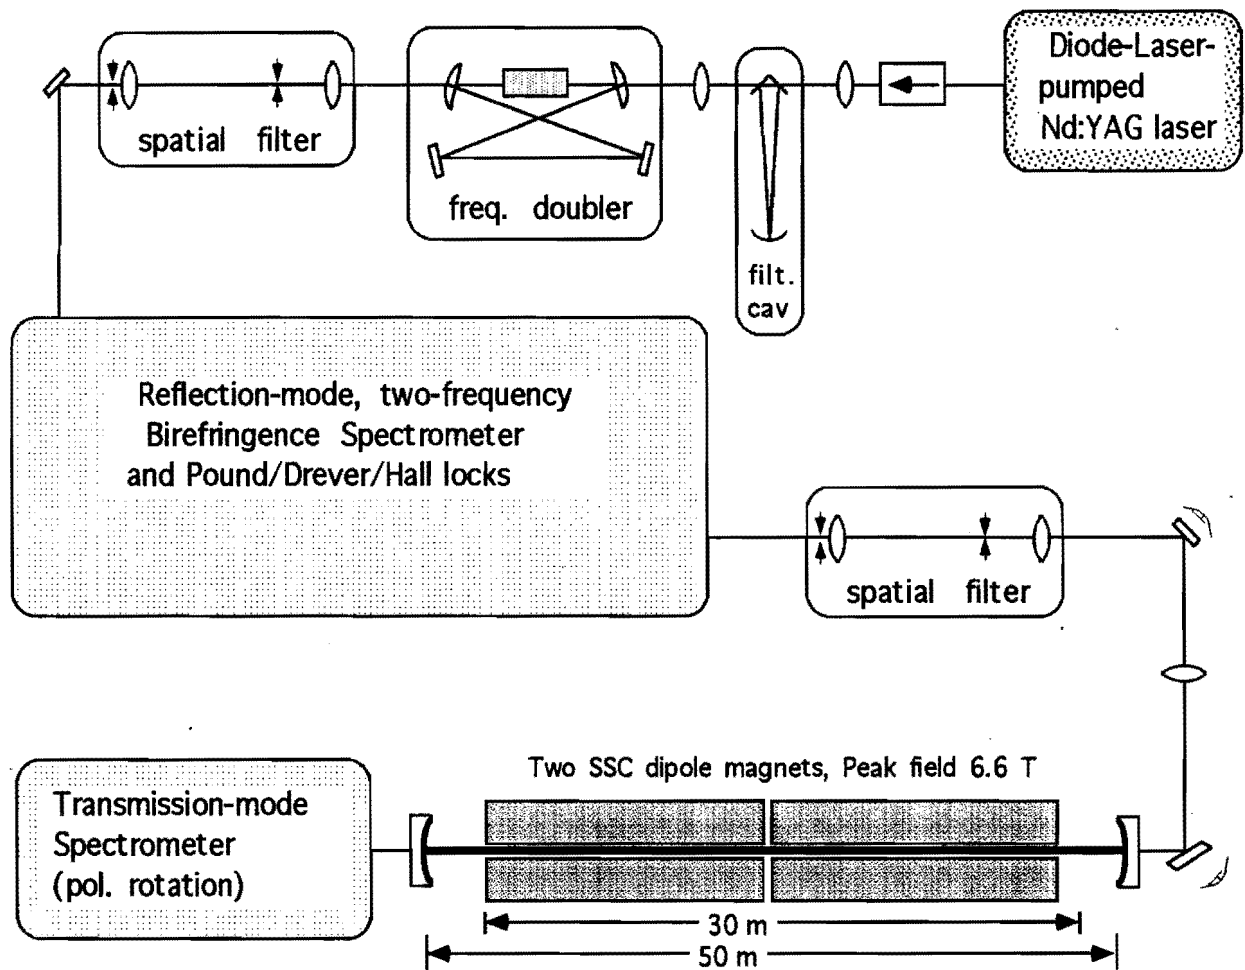 Diode-Laser-
pumped
Nd:YAG laser
spatial filter
freq. doubler
filt.
cav
Reflection-mode, two-frequency
Birefringence Spectrometer
and Pound/Drever/Hall locks
spatial filter
Two SSC dipole magnets, Peak field 6.6 T
Transmission-mode
Spectrometer
(pol. rotation)
30 m
50 m